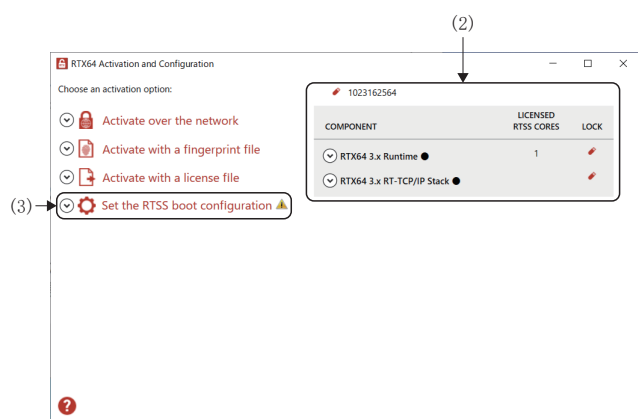 (2)
RTX64 Activation and Configuration
Choose an activation option:
1023162564
Activate over the network
COMPONENT
LICENSED
RTSS CORES
LOCK
Activate with a fingerprint file
RTX64 3.x Runtime
1
Activate with a license file
RTX64 3.x RT-TCP/IP Stack
(3)
Set the RTSS boot configuration
?